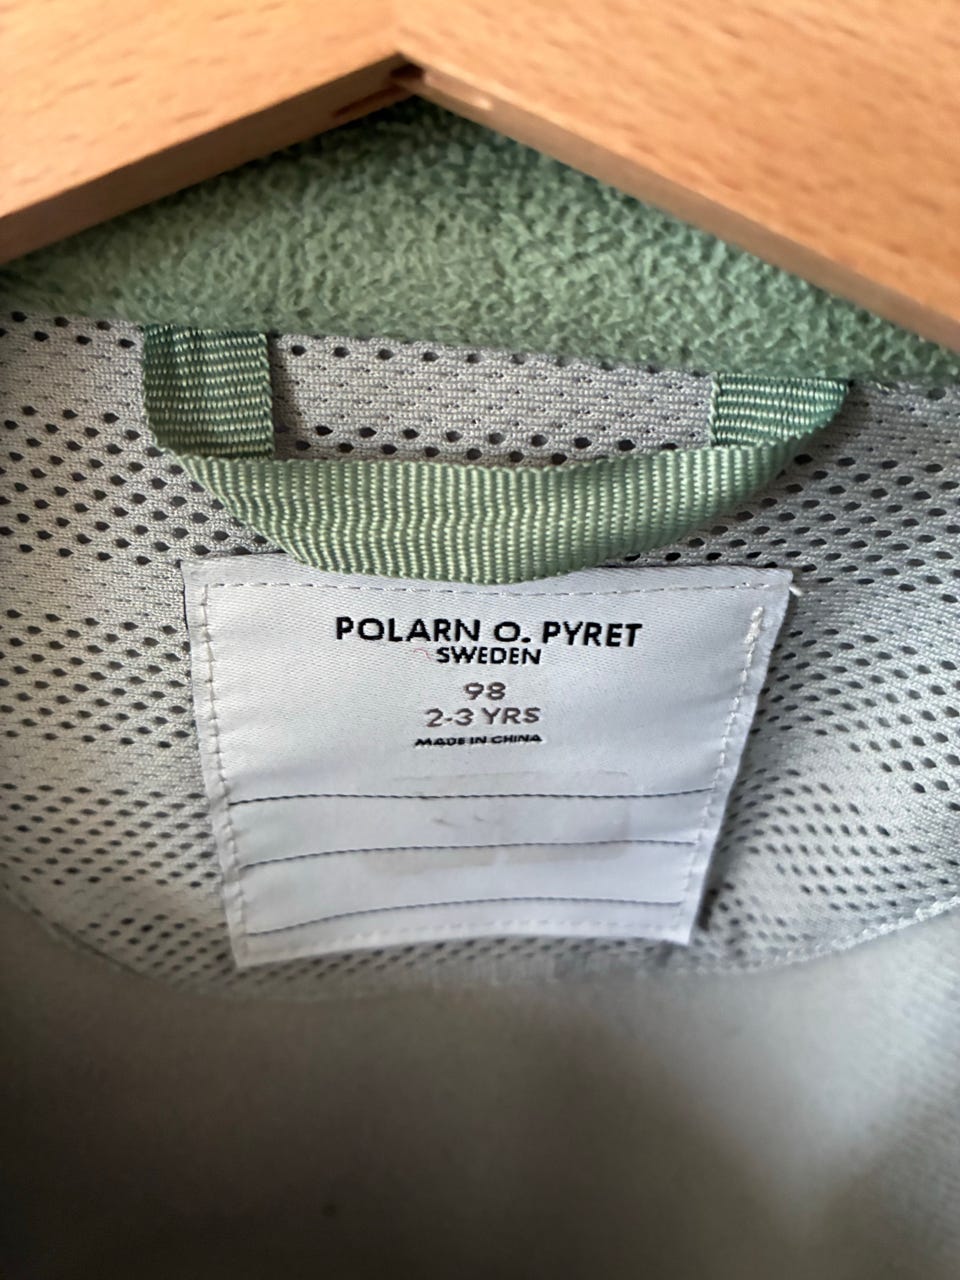 POLARN O. PYRET
SWEDEN
98
2-3 YRS
MADE IN CHINA